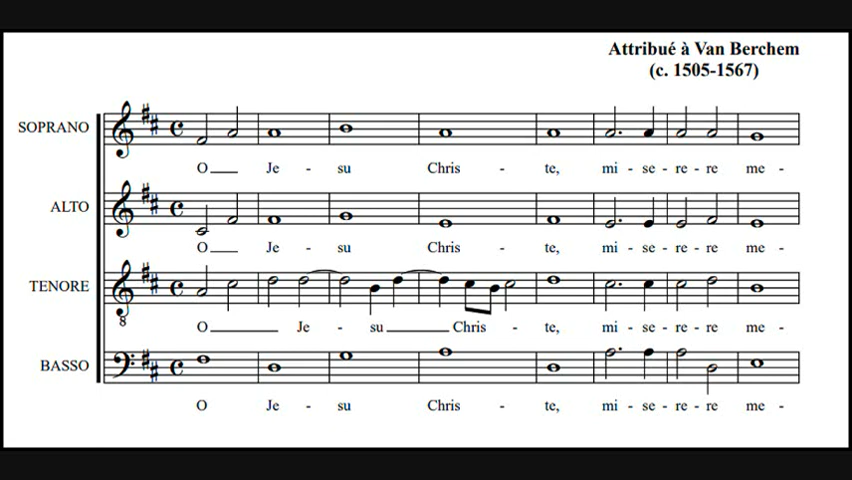 Attribué à Van Berchem
(c. 1505-1567)
SOPRANO
O Je - su Chris - te, mi - se - re - re me -
ALTO
O Je - su Chris - te, mi - se - re - re me -
TENORE
8
O Je - su Chris - te, mi - se - re - re me -
BASSO
O Je - su Chris - te, mi - se - re - re me -